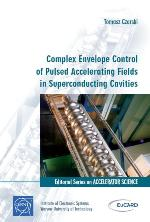 Tomasz Czarski
Complex Envelope Control
of Pulsed Accelerating Fields
in Superconducting Cavities
Editorial Series on ACCELERATOR SCIENCE
CERN
Institute of Electronic Systems
Warsaw University of Technology
EuCARD